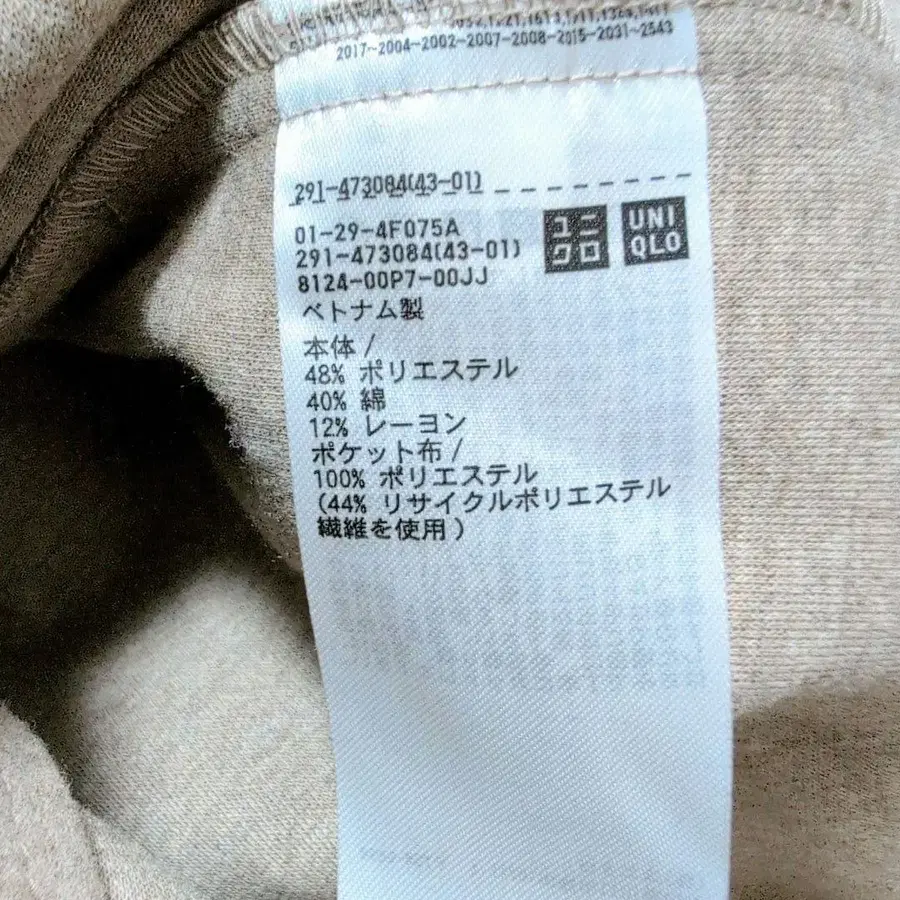 2017-2004-2002-2007-2008-2015-2031-2543
291-473084(43-01)
01-29-4F075A
291-473084(43-01)
8124-00P7-00JJ
ユニクロ
UNIQLO
ベトナム製
本体/
48% ポリエステル
40% 綿
12% レーヨン
ポケット布/
100% ポリエステル
(44% リサイクルポリエステル
繊維を使用)